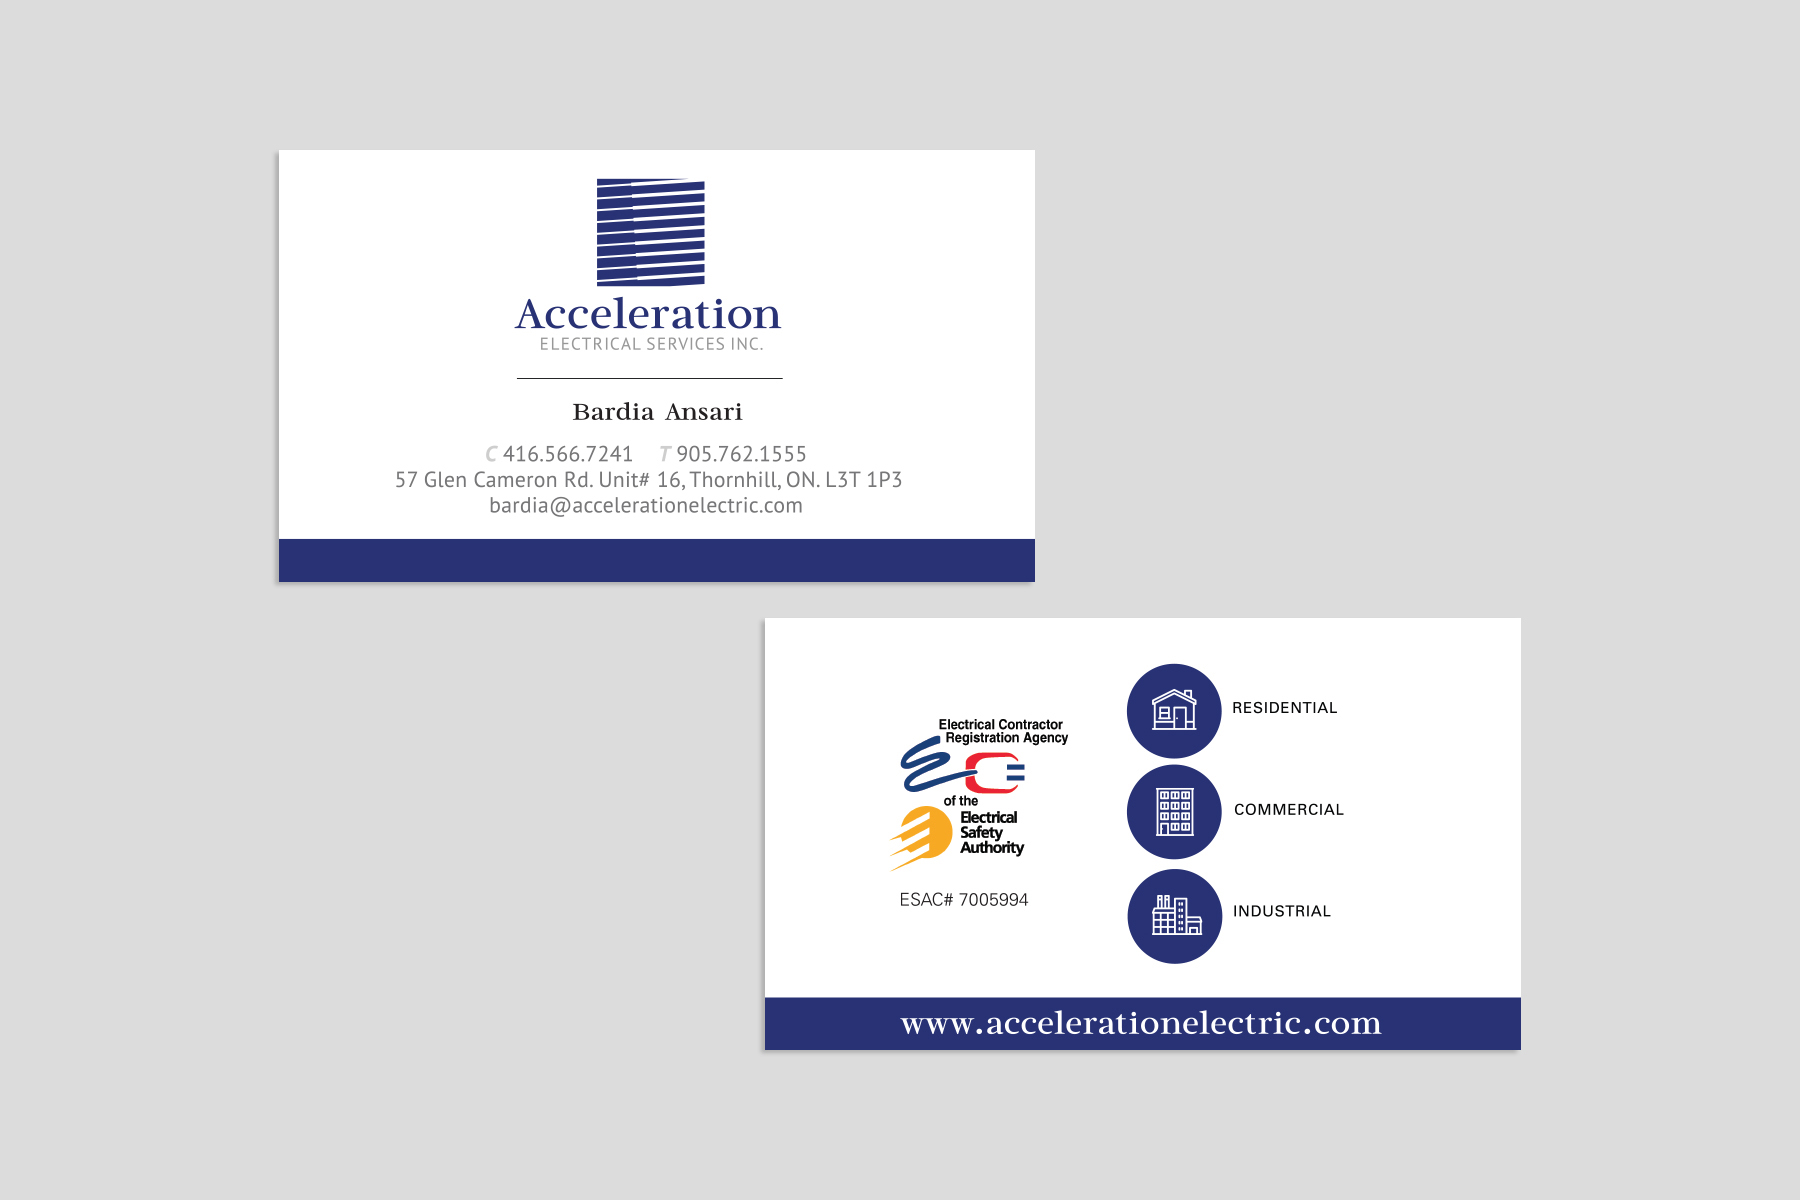 Acceleration
ELECTRICAL SERVICES INC.
Bardia Ansari
C 416.566.7241 T 905.762.1555
57 Glen Cameron Rd. Unit# 16, Thornhill, ON. L3T 1P3
bardia@accelerationelectric.com
Electrical Contractor
Registration Agency
of the
Electrical
Safety
Authority
ESAC# 7005994
RESIDENTIAL
COMMERCIAL
INDUSTRIAL
www.accelerationelectric.com